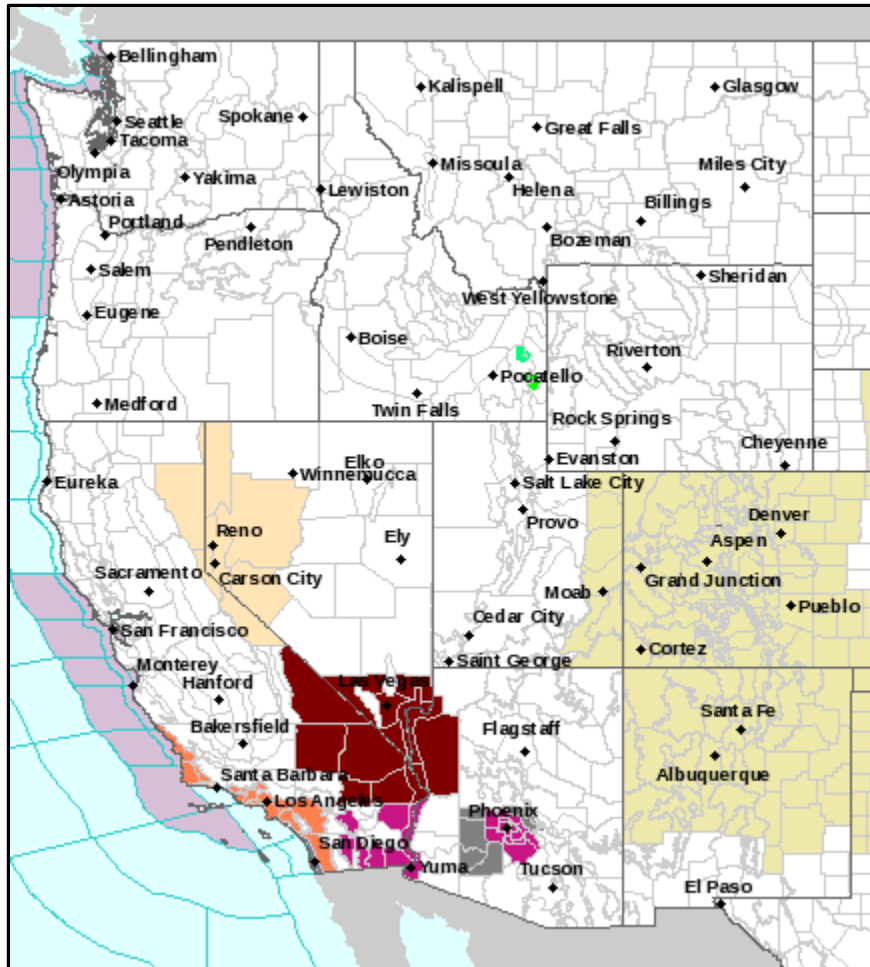 Bellingham
Kalispell
Glasgow
Seattle
Spokane
Great Falls
Tacoma
Olympia
Missoula
Miles City
Yakima
Lewiston
Helena
Astoria
Portland
Billings
Pendleton
Bozeman
Salem
Sheridan
West Yellowstone
Eugene
Boise
Riverton
Pocatello
Medford
Twin Falls
Rock Springs
Cheyenne
Elko
Evanston
Eureka
Winnemucca
Salt Lake City
Provo
Denver
Reno
Ely
Aspen
Sacramento
Carson City
Grand Junction
Moab
Pueblo
San Francisco
Cedar City
Cortez
Monterey
Saint George
Hanford
Las Vegas
Santa Fe
Bakersfield
Flagstaff
Albuquerque
Santa Barbara
Los Angeles
Phoenix
San Diego
Yuma
Tucson
El Paso